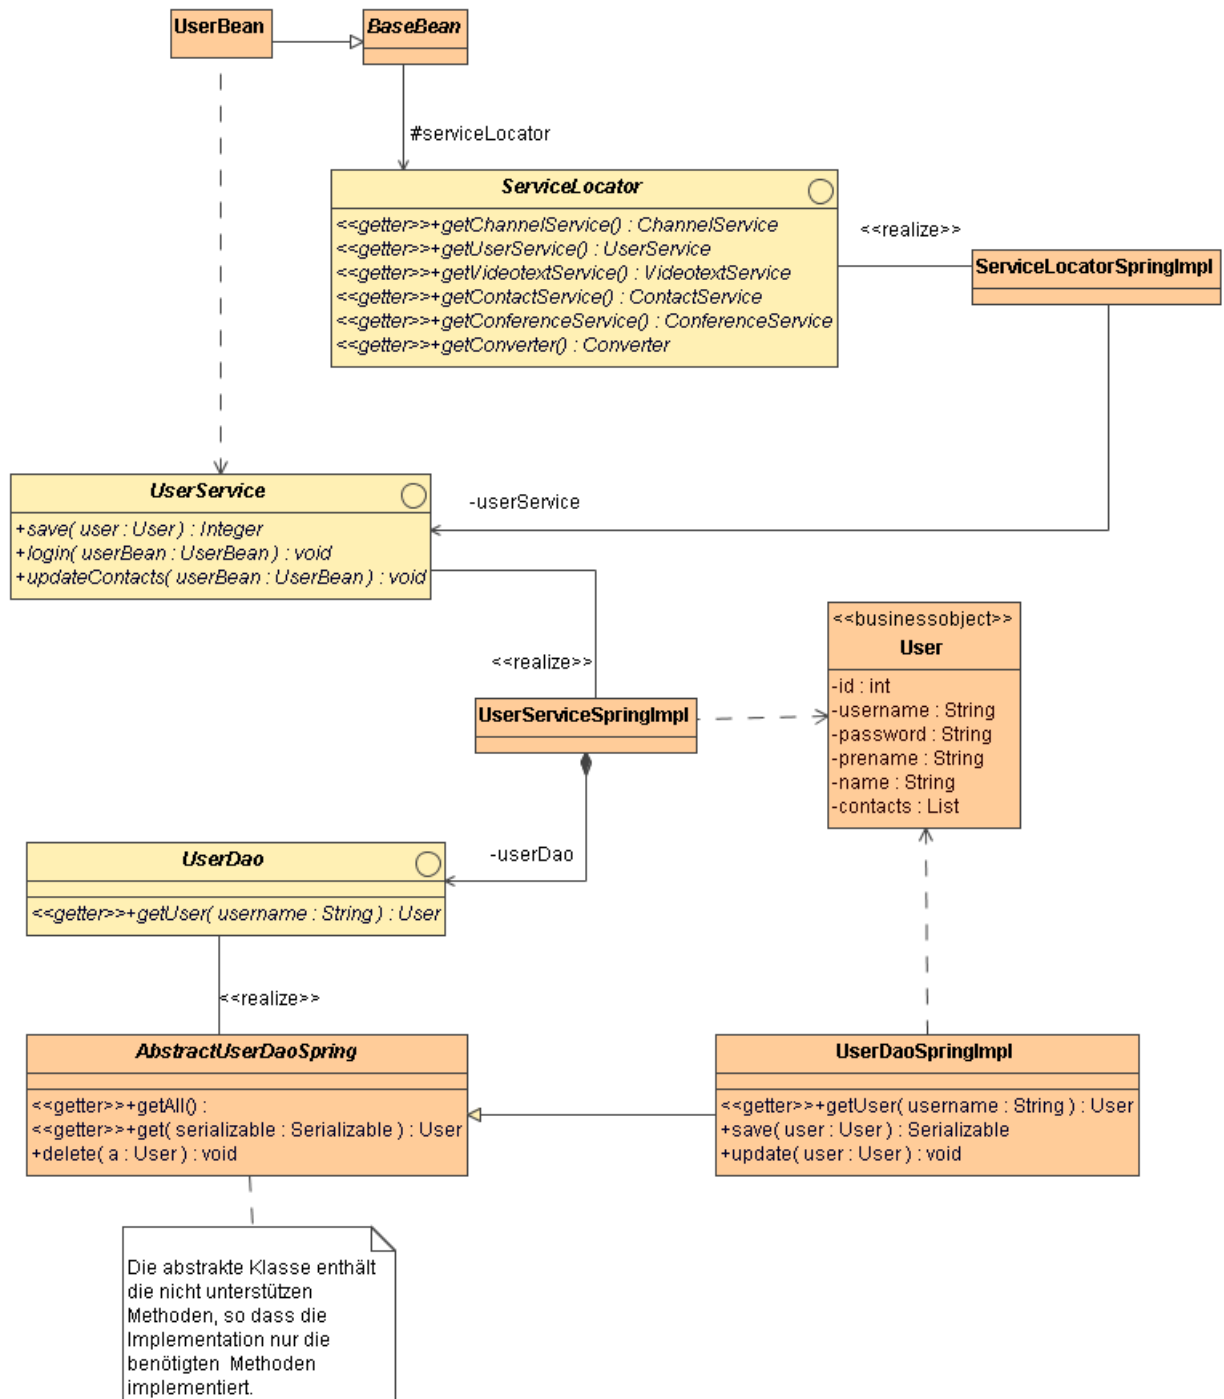 UserBean
BaseBean
#serviceLocator
ServiceLocator
<<getter>>+getChannelService() : ChannelService
<<getter>>+getUserService() : UserService
<<getter>>+getVideotextService() : VideotextService
<<getter>>+getContactService() : ContactService
<<getter>>+getConferenceService() : ConferenceService
<<getter>>+getConverter() : Converter
<<realize>>
ServiceLocatorSpringImpl
UserService
+save( user : User ) : Integer
+login( userBean : UserBean ) : void
+updateContacts( userBean : UserBean ) : void
-userService
<<realize>>
UserServiceSpringImpl
<<businessobject>>
User
-id : int
-username : String
-password : String
-prename : String
-name : String
-contacts : List
-userDao
UserDao
<<getter>>+getUser( username : String ) : User
<<realize>>
AbstractUserDaoSpring
<<getter>>+getAll() :
<<getter>>+get( serializable : Serializable ) : User
+delete( a : User ) : void
UserDaoSpringImpl
<<getter>>+getUser( username : String ) : User
+save( user : User ) : Serializable
+update( user : User ) : void
Die abstrakte Klasse enthält
die nicht unterstützen
Methoden, so dass die
Implementation nur die
benötigten Methoden
implementiert.